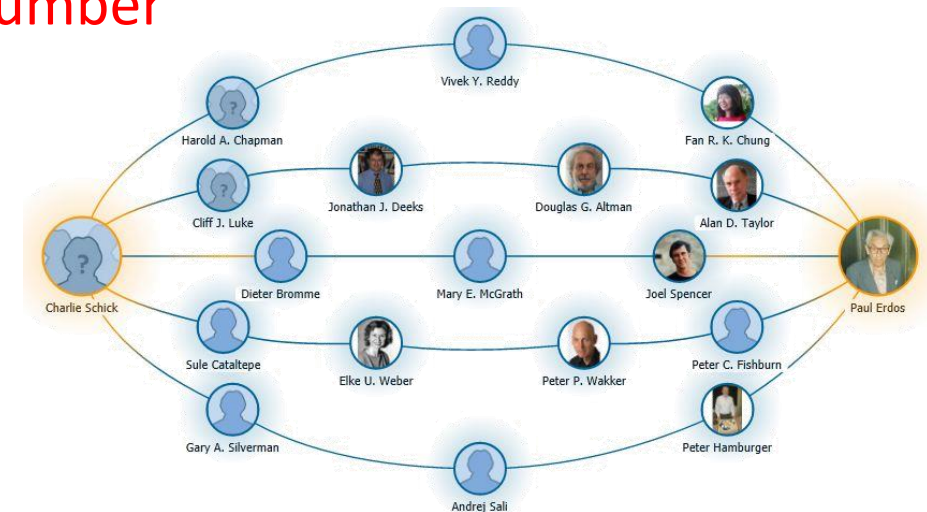 umber
Vivek Y. Reddy
Harold A. Chapman
Fan R. K. Chung
Jonathan J. Deeks
Douglas G. Altman
Cliff J. Luke
Alan D. Taylor
Dieter Bromme
Mary E. McGrath
Joel Spencer
Charlie Schick
Paul Erdos
Sule Cataltepe
Peter C. Fishburn
Elke U. Weber
Peter P. Wakker
Gary A. Silverman
Peter Hamburger
Andrej Sali